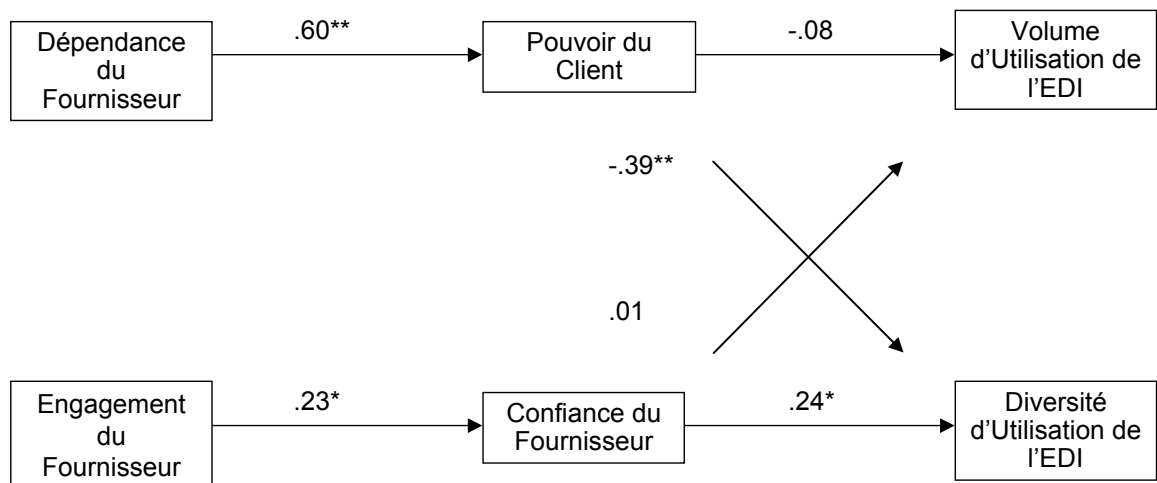 Dépendance
du
Fournisseur
.60**
Pouvoir du
Client
-.08
Volume
d’Utilisation de
l’EDI
-.39**
.01
Engagement
du
Fournisseur
.23*
Confiance du
Fournisseur
.24*
Diversité
d’Utilisation de
l’EDI